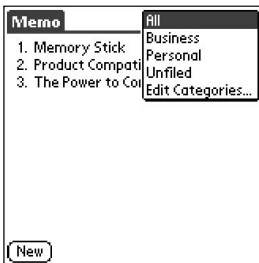 Memo
All
Business
Personal
Unfiled
Edit Categories...
1. Memory Stick
2. Product Compati
3. The Power to Co
New